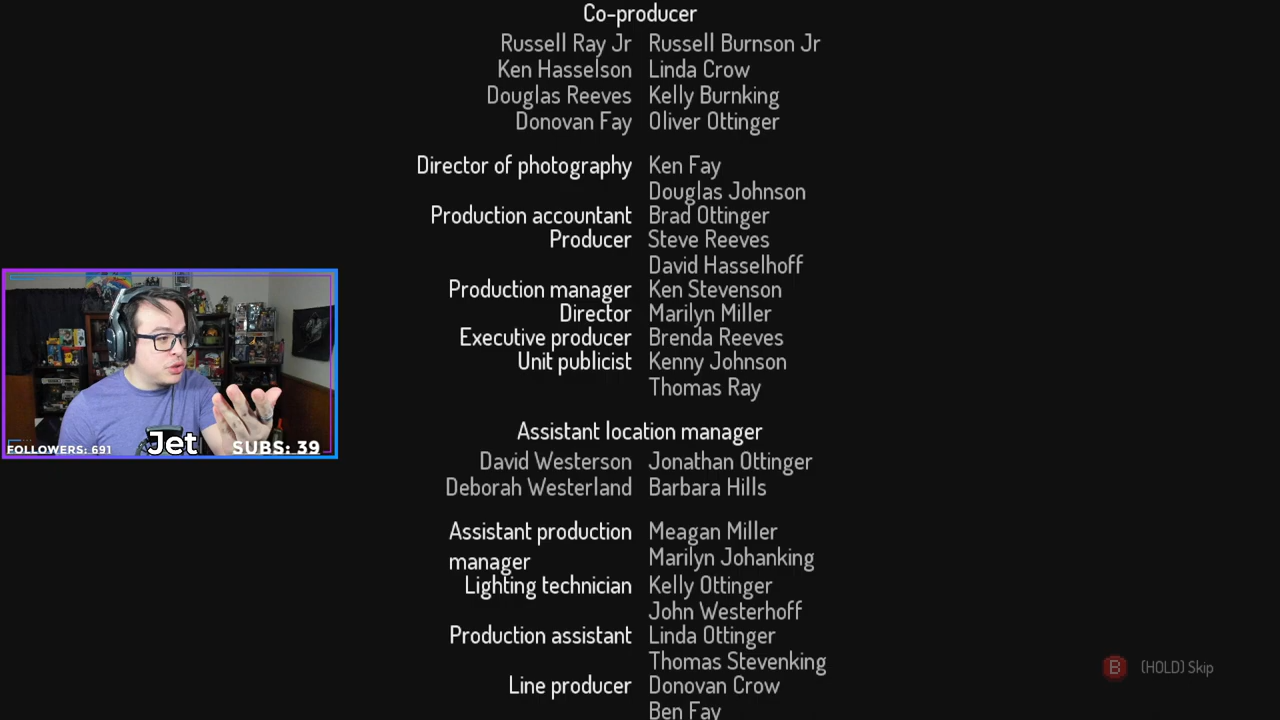 Co-producer
Russell Ray Jr Russell Burnson Jr
Ken Hasselson Linda Crow
Douglas Reeves Kelly Burnking
Donovan Fay Oliver Ottinger
Director of photography Ken Fay
Douglas Johnson
Production accountant Brad Ottinger
Producer Steve Reeves
David Hasselhoff
Production manager Ken Stevenson
Director Marilyn Miller
Executive producer Brenda Reeves
Unit publicist Kenny Johnson
Thomas Ray
Assistant location manager
David Westerson Jonathan Ottinger
Deborah Westerland Barbara Hills
Assistant production Meagan Miller
manager Marilyn Johanking
Lighting technician Kelly Ottinger
John Westerhoff
Production assistant Linda Ottinger
Thomas Stevenking
Line producer Donovan Crow
Ben Fay
FOLLOWERS: 691 Jet SUBS: 39
B (HOLD) Skip